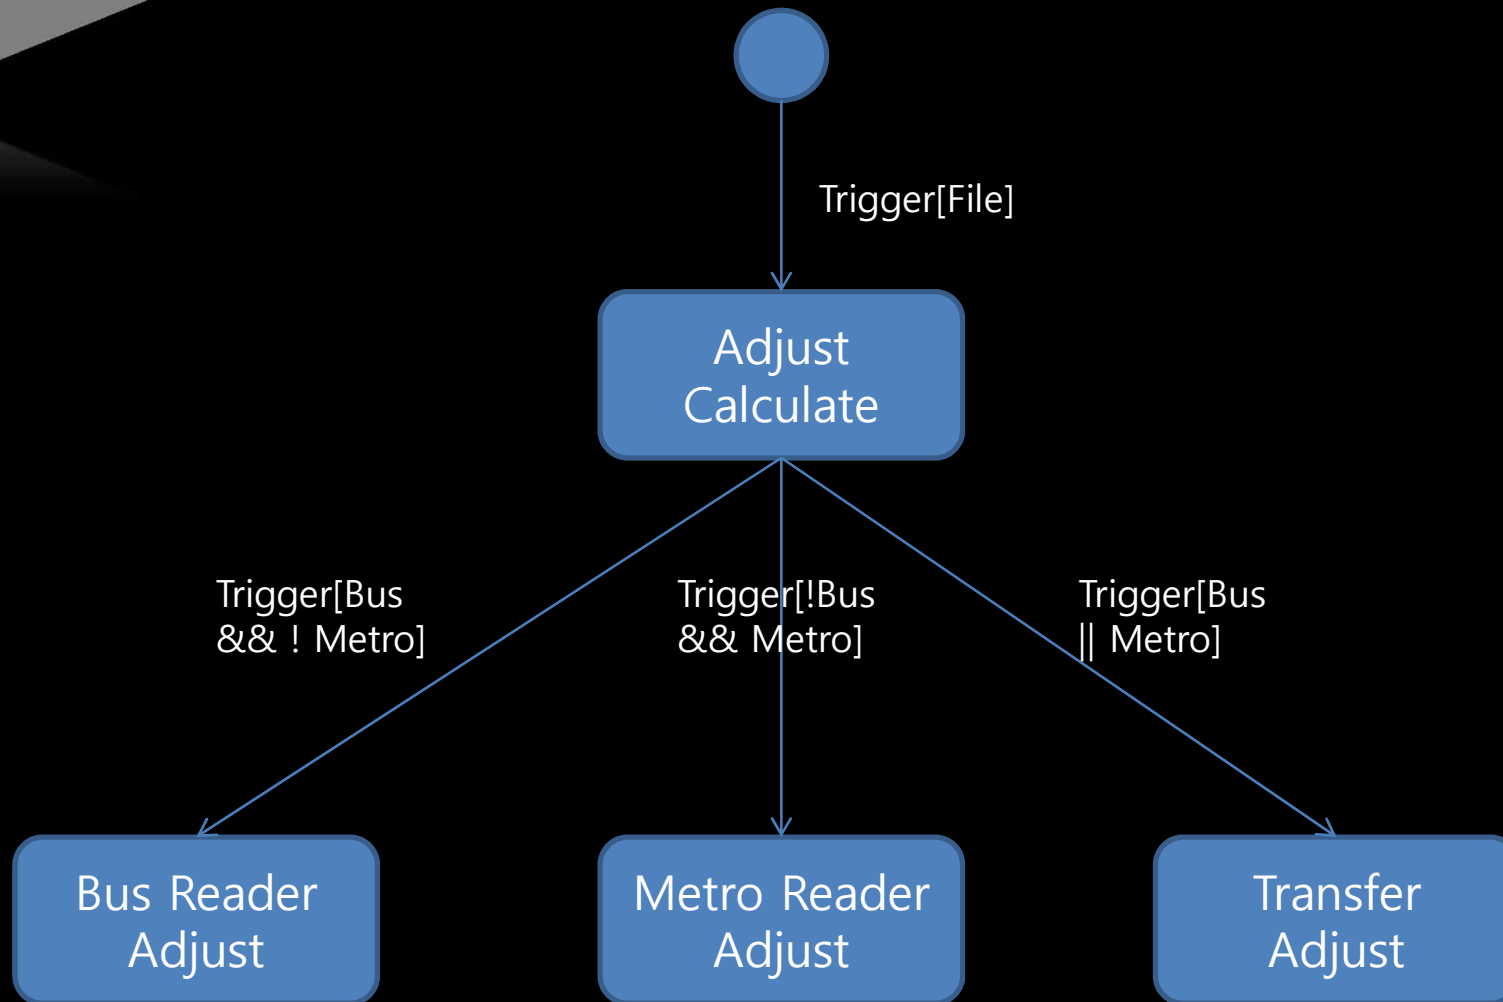 Trigger[File]
Adjust
Calculate
Trigger[Bus
&& ! Metro]
Trigger[!Bus
&& Metro]
Trigger[Bus
|| Metro]
Bus Reader
Adjust
Metro Reader
Adjust
Transfer
Adjust